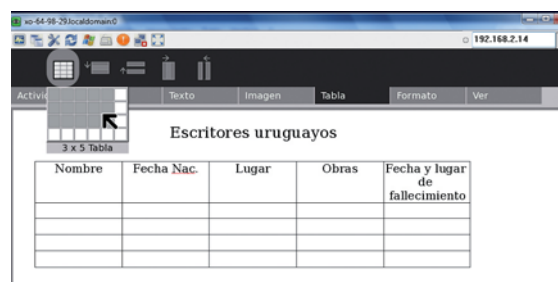 xo-64-98-29.localdomain:0
192.168.2.14
Activi Texto Imagen Tabla Formato Ver
3 x 5 Tabla
Escritores uruguayos
Nombre Fecha Nac. Lugar Obras Fecha y lugar
de
fallecimiento